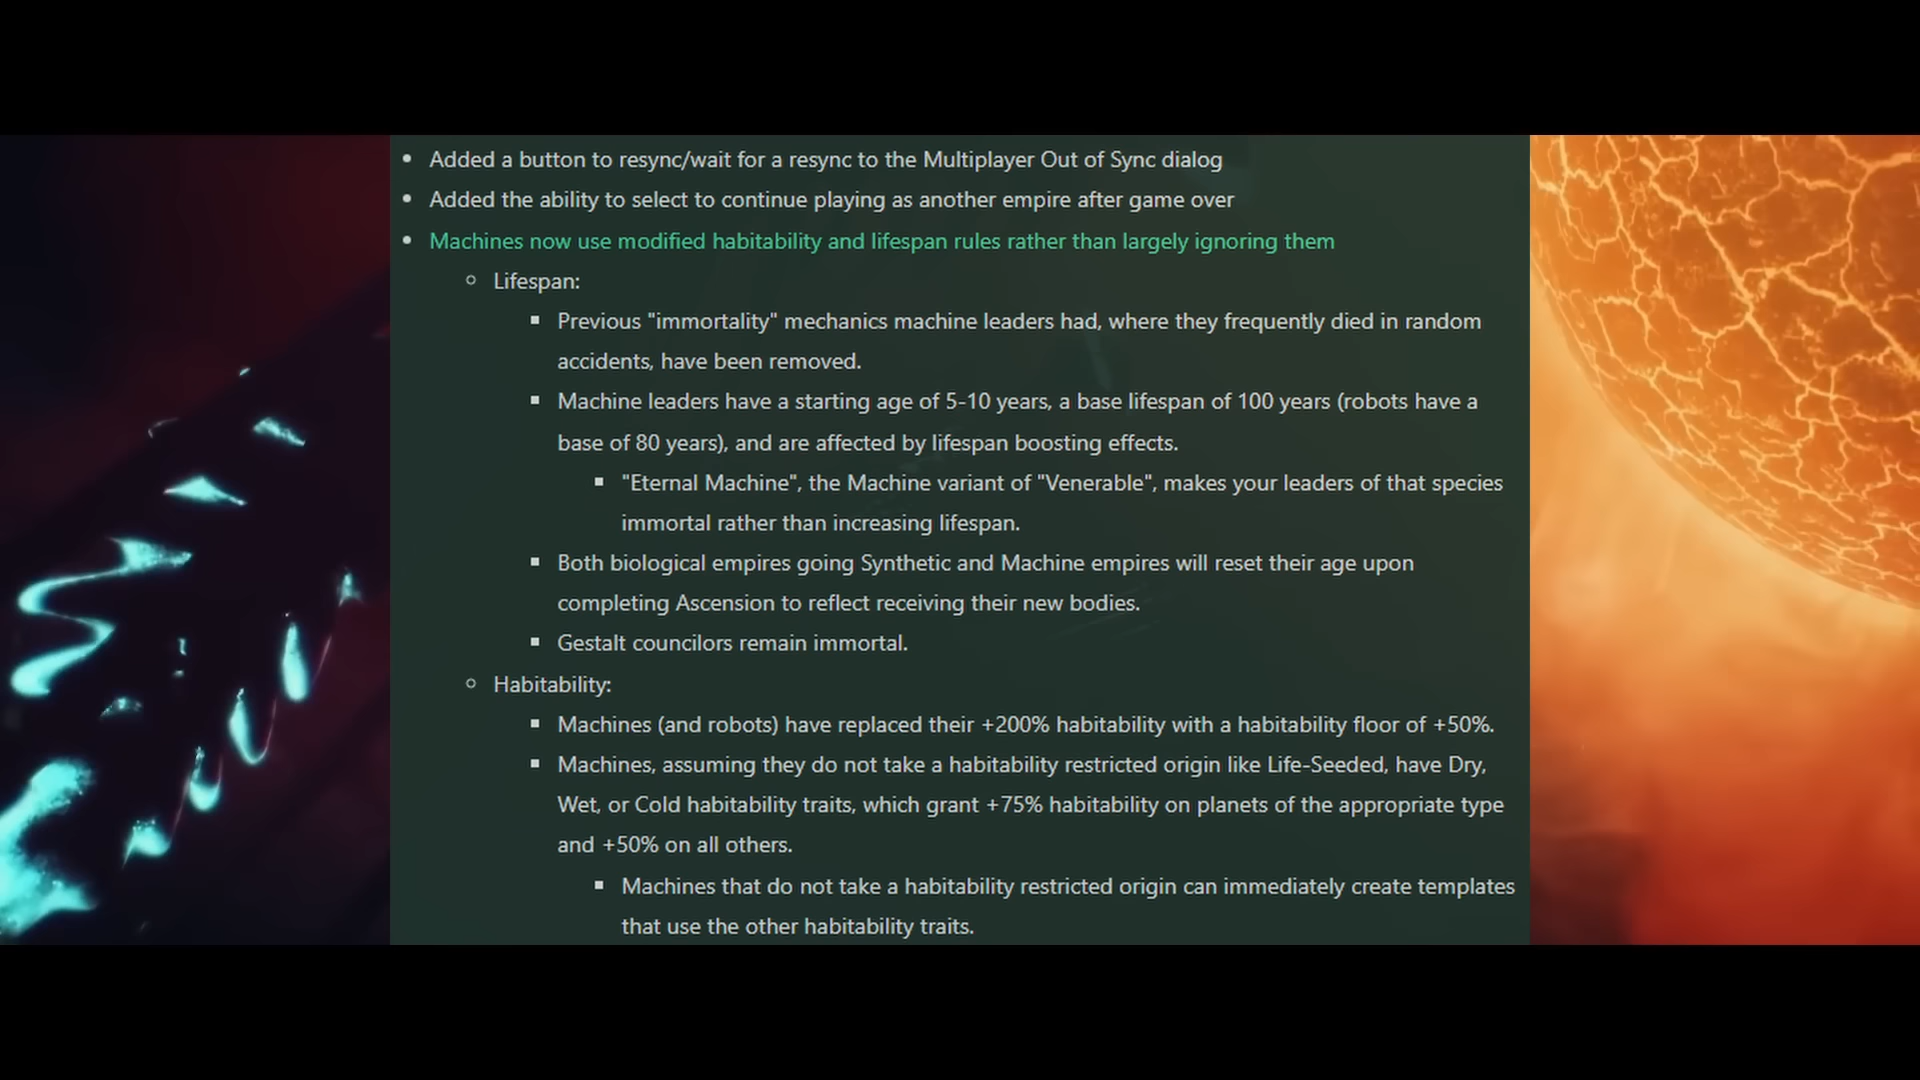 Added a button to resync/wait for a resync to the Multiplayer Out of Sync dialog
Added the ability to select to continue playing as another empire after game over
Machines now use modified habitability and lifespan rules rather than largely ignoring them
Lifespan:
Previous "immortality" mechanics machine leaders had, where they frequently died in random
accidents, have been removed.
Machine leaders have a starting age of 5-10 years, a base lifespan of 100 years (robots have a
base of 80 years), and are affected by lifespan boosting effects.
"Eternal Machine", the Machine variant of "Venerable", makes your leaders of that species
immortal rather than increasing lifespan.
Both biological empires going Synthetic and Machine empires will reset their age upon
completing Ascension to reflect receiving their new bodies.
Gestalt councilors remain immortal.
Habitability:
Machines (and robots) have replaced their +200% habitability with a habitability floor of +50%.
Machines, assuming they do not take a habitability restricted origin like Life-Seeded, have Dry,
Wet, or Cold habitability traits, which grant +75% habitability on planets of the appropriate type
and +50% on all others.
Machines that do not take a habitability restricted origin can immediately create templates
that use the other habitability traits.